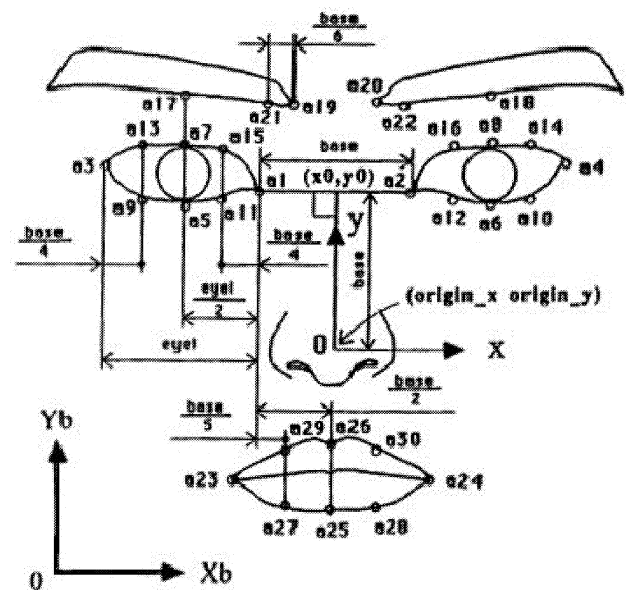 base
6
a17 a21 a19 a20 a22 a18
a13 a7 a15 base a16 a8 a14
a3 a1 (x0,y0) a2 a4
a9 a5 a11 a12 a6 a10
y
base
4
base
4
base
eyel
2
(origin_x origin_y)
eyel
0 x
base
2
base
5
a29 a26 a30
a23 a24
a27 a25 a28
Yb
0 Xb